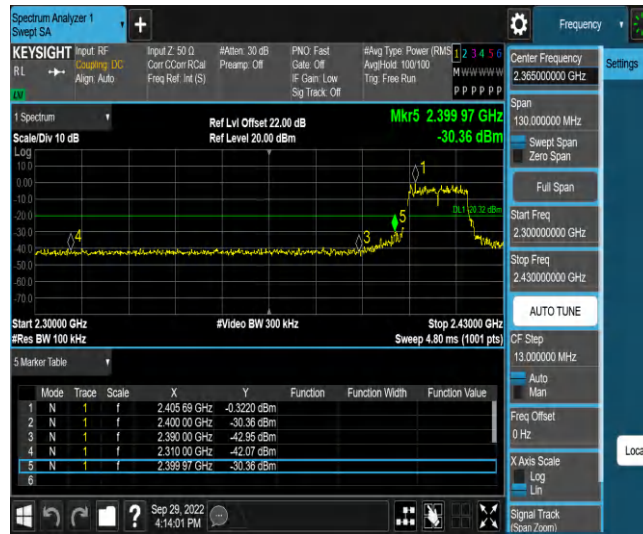 Spectrum Analyzer 1
Swept SA
Frequency
KEYSIGHT
RL
Input: RF
Coupling: DC
Align: Auto
Input Z: 50 Ω
Corr CCorr RCal
Freq Ref: Int (S)
#Atten: 30 dB
Preamp: Off
PNO: Fast
Gate: Off
IF Gain: Low
Sig Track: Off
#Avg Type: Power (RMS
Avg|Hold: 100/100
Trig: Free Run
1 2 3 4 5 6
M W W W W W
P P P P P P
LM
1 Spectrum
Scale/Div 10 dB
Ref Lvl Offset 22.00 dB
Ref Level 20.00 dBm
Mkr5 2.399 97 GHz
-30.36 dBm
Log
10.0
0.00
-10.0
-20.0
-30.0
-40.0
-50.0
-60.0
-70.0
1
DL1 -20.32 dBm
5
3
4
Start 2.30000 GHz
#Res BW 100 kHz
#Video BW 300 kHz
Stop 2.43000 GHz
Sweep 4.80 ms (1001 pts)
5 Marker Table
Mode Trace Scale X Y Function Function Width Function Value
1 N 1 f 2.405 69 GHz -0.3220 dBm
2 N 1 f 2.400 00 GHz -30.36 dBm
3 N 1 f 2.390 00 GHz -42.95 dBm
4 N 1 f 2.310 00 GHz -42.07 dBm
5 N 1 f 2.399 97 GHz -30.36 dBm
6
Sep 29, 2022
4:14:01 PM
Center Frequency
2.365000000 GHz
Settings
Span
130.000000 MHz
Swept Span
Zero Span
Full Span
Start Freq
2.300000000 GHz
Stop Freq
2.430000000 GHz
AUTO TUNE
CF Step
13.000000 MHz
Auto
Man
Freq Offset
0 Hz
X Axis Scale
Log
Lin
Signal Track
(Span Zoom)
Loca